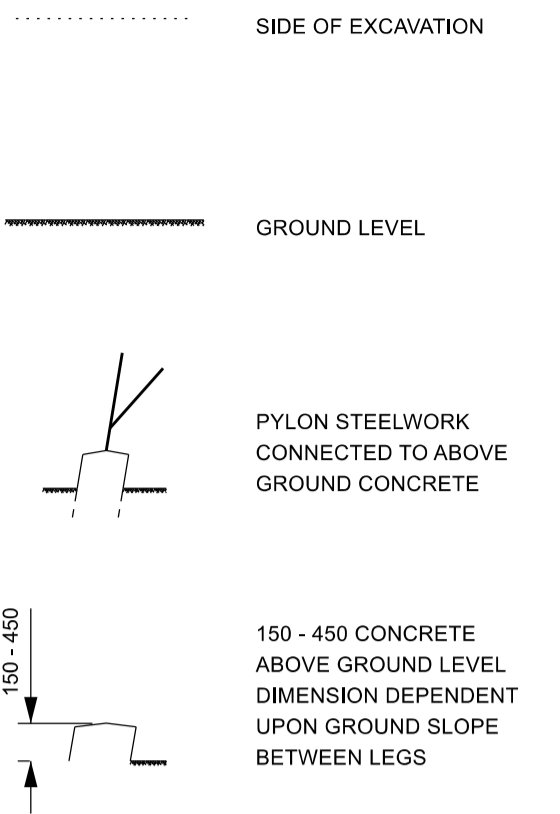 SIDE OF EXCAVATION
GROUND LEVEL
PYLON STEELWORK
CONNECTED TO ABOVE
GROUND CONCRETE
150 - 450
150 - 450 CONCRETE
ABOVE GROUND LEVEL
DIMENSION DEPENDENT
UPON GROUND SLOPE
BETWEEN LEGS